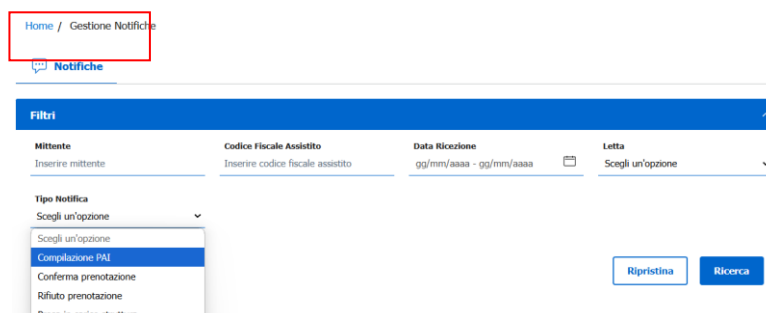 Home / Gestione Notifiche
Notifiche
Filtri
Mittente Codice Fiscale Assistito Data Ricezione Letta
Inserire mittente Inserire codice fiscale assistito gg/mm/aaaa - gg/mm/aaaa Scegli un'opzione
Tipo Notifica
Scegli un'opzione
Scegli un'opzione
Compilazione PAI
Conferma prenotazione
Ripristina Ricerca
Rifiuto prenotazione